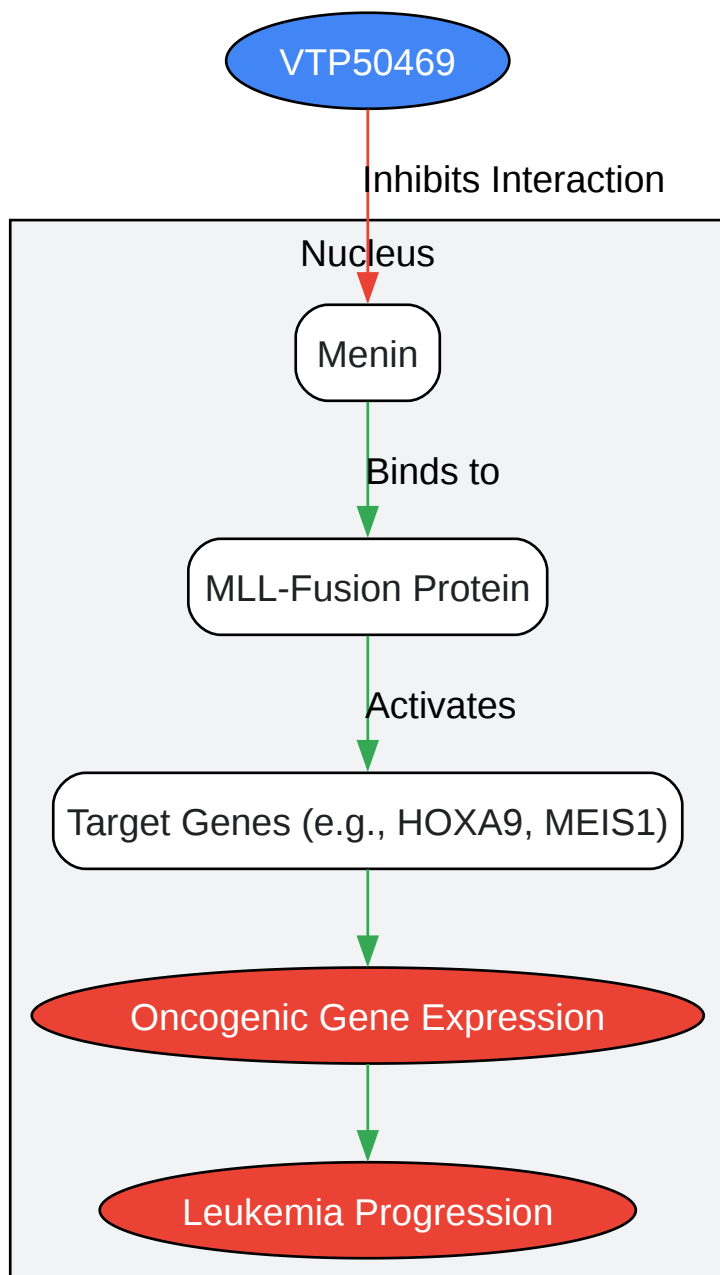 VTP50469
Inhibits Interaction
Nucleus
Menin
Binds to
MLL-Fusion Protein
Activates
Target Genes (e.g., HOXA9, MEIS1)
Oncogenic Gene Expression
Leukemia Progression